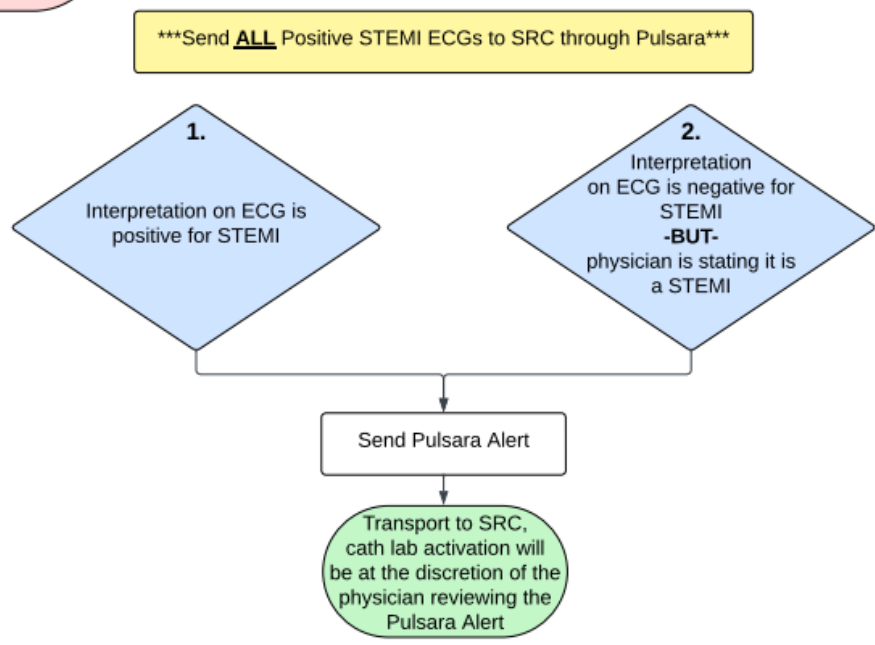 ***Send ALL Positive STEMI ECGs to SRC through Pulsara***
1.
Interpretation on ECG is
positive for STEMI
2.
Interpretation
on ECG is negative for
STEMI
-BUT-
physician is stating it is
a STEMI
Send Pulsara Alert
Transport to SRC,
cath lab activation will
be at the discretion of the
physician reviewing the
Pulsara Alert